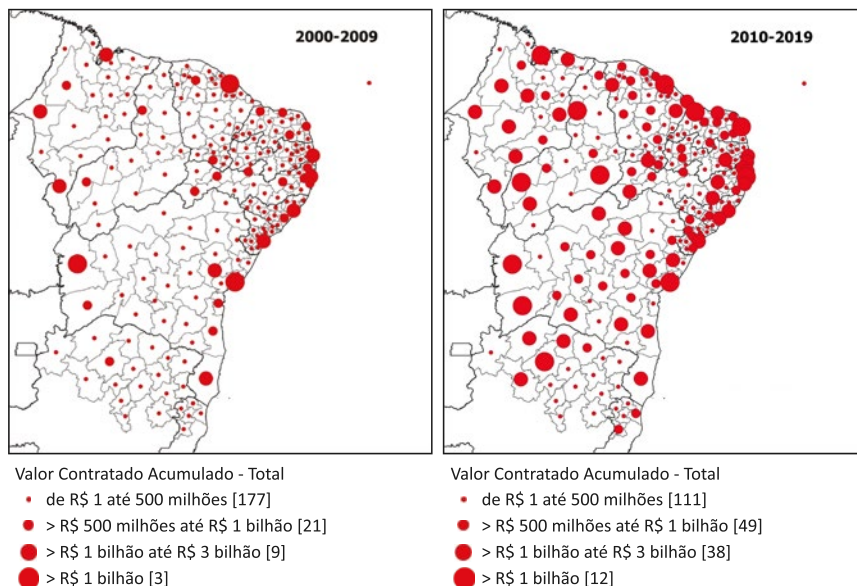 2000-2009
Valor Contratado Acumulado - Total
de R$ 1 até 500 milhões [177]
> R$ 500 milhões até R$ 1 bilhão [21]
> R$ 1 bilhão até R$ 3 bilhão [9]
> R$ 1 bilhão [3]
2010-2019
Valor Contratado Acumulado - Total
de R$ 1 até 500 milhões [111]
> R$ 500 milhões até R$ 1 bilhão [49]
> R$ 1 bilhão até R$ 3 bilhão [38]
> R$ 1 bilhão [12]